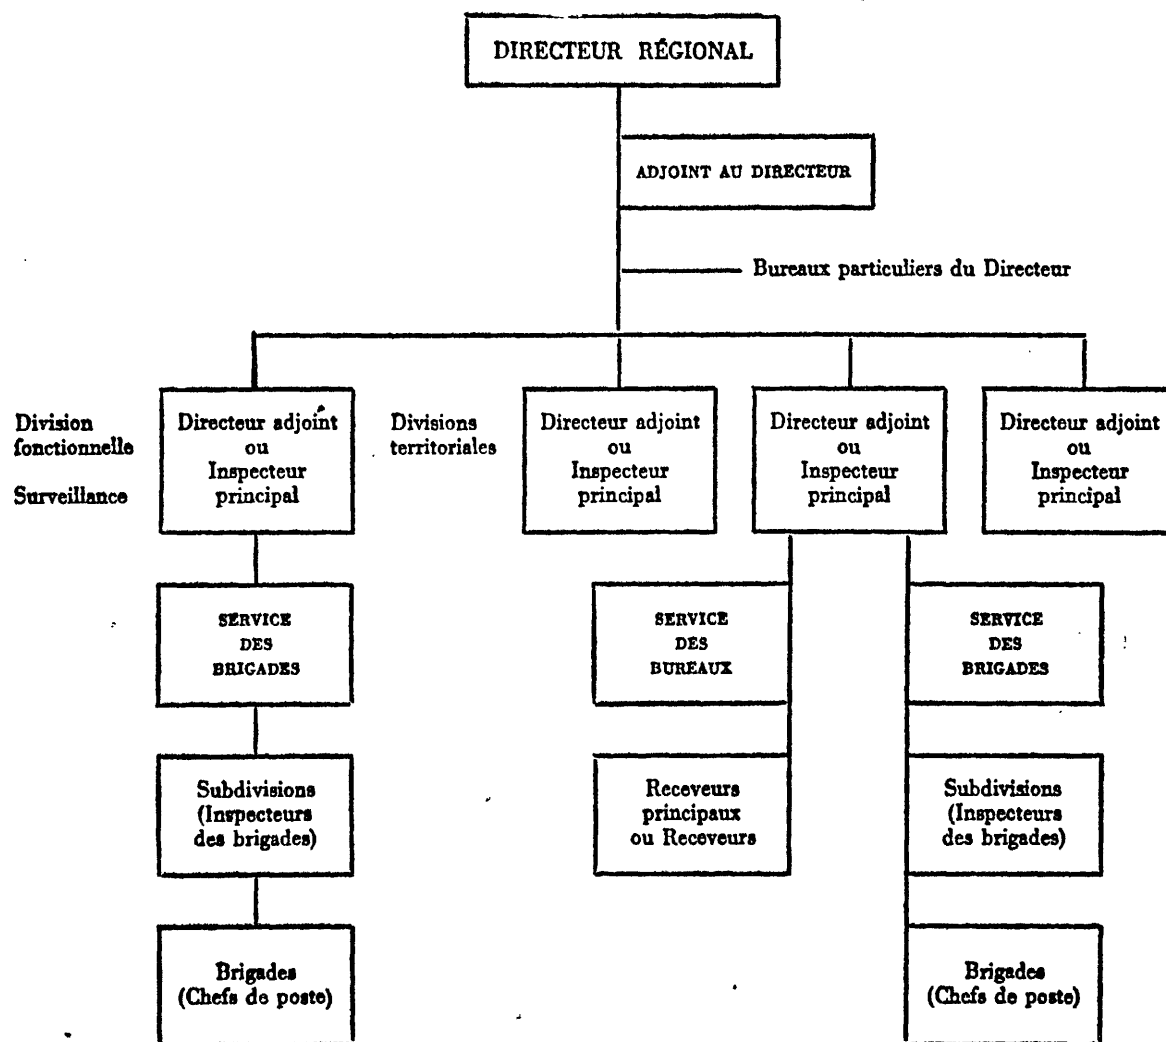 DIRECTEUR RÉGIONAL
ADJOINT AU DIRECTEUR
Bureaux particuliers du Directeur
Division
fonctionnelle
Surveillance
Directeur adjoint
ou
Inspecteur
principal
Divisions
territoriales
Directeur adjoint
ou
Inspecteur
principal
Directeur adjoint
ou
Inspecteur
principal
Directeur adjoint
ou
Inspecteur
principal
SERVICE
DES
BRIGADES
SERVICE
DES
BUREAUX
SERVICE
DES
BRIGADES
Subdivisions
(Inspecteurs
des brigades)
Receveurs
principaux
ou Receveurs
Subdivisions
(Inspecteurs
des brigades)
Brigades
(Chefs de poste)
Brigades
(Chefs de poste)